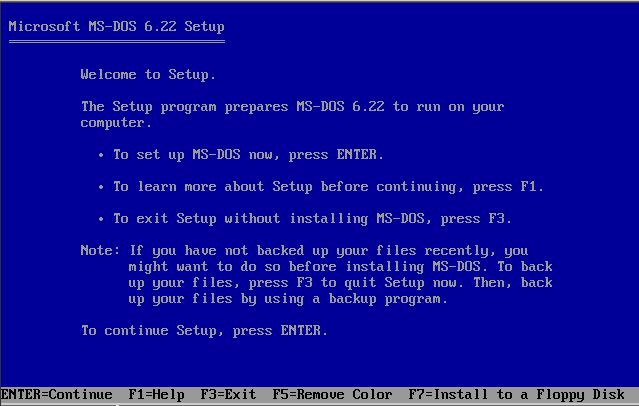 Microsoft MS-DOS 6.22 Setup
Welcome to Setup.
The Setup program prepares MS-DOS 6.22 to run on your
computer.
• To set up MS-DOS now, press ENTER.
• To learn more about Setup before continuing, press F1.
• To exit Setup without installing MS-DOS, press F3.
Note: If you have not backed up your files recently, you
might want to do so before installing MS-DOS. To back
up your files, press F3 to quit Setup now. Then, back
up your files by using a backup program.
To continue Setup, press ENTER.
ENTER=Continue  F1=Help  F3=Exit  F5=Remove Color  F7=Install to a Floppy Disk